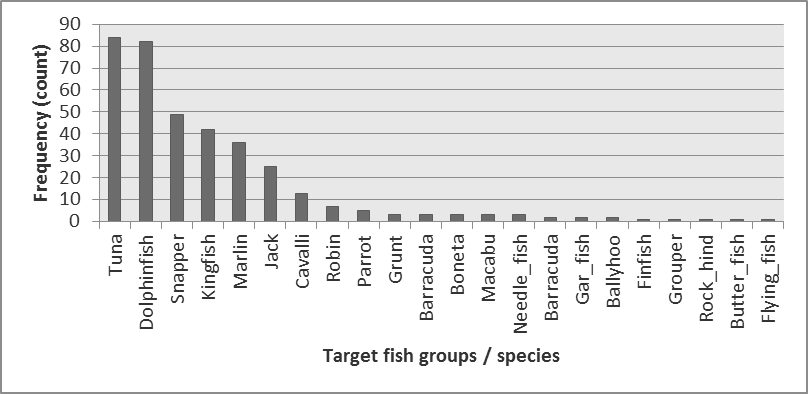 Frequency (count)
90
80
70
60
50
40
30
20
10
0
Tuna
Dolphinfish
Snapper
Kingfish
Marlin
Jack
Cavalli
Robin
Parrot
Grunt
Barracuda
Boneta
Macabu
Needle_fish
Barracuda
Gar_fish
Ballyhoo
Finfish
Grouper
Rock_hind
Butter_fish
Flying_fish
Target fish groups / species